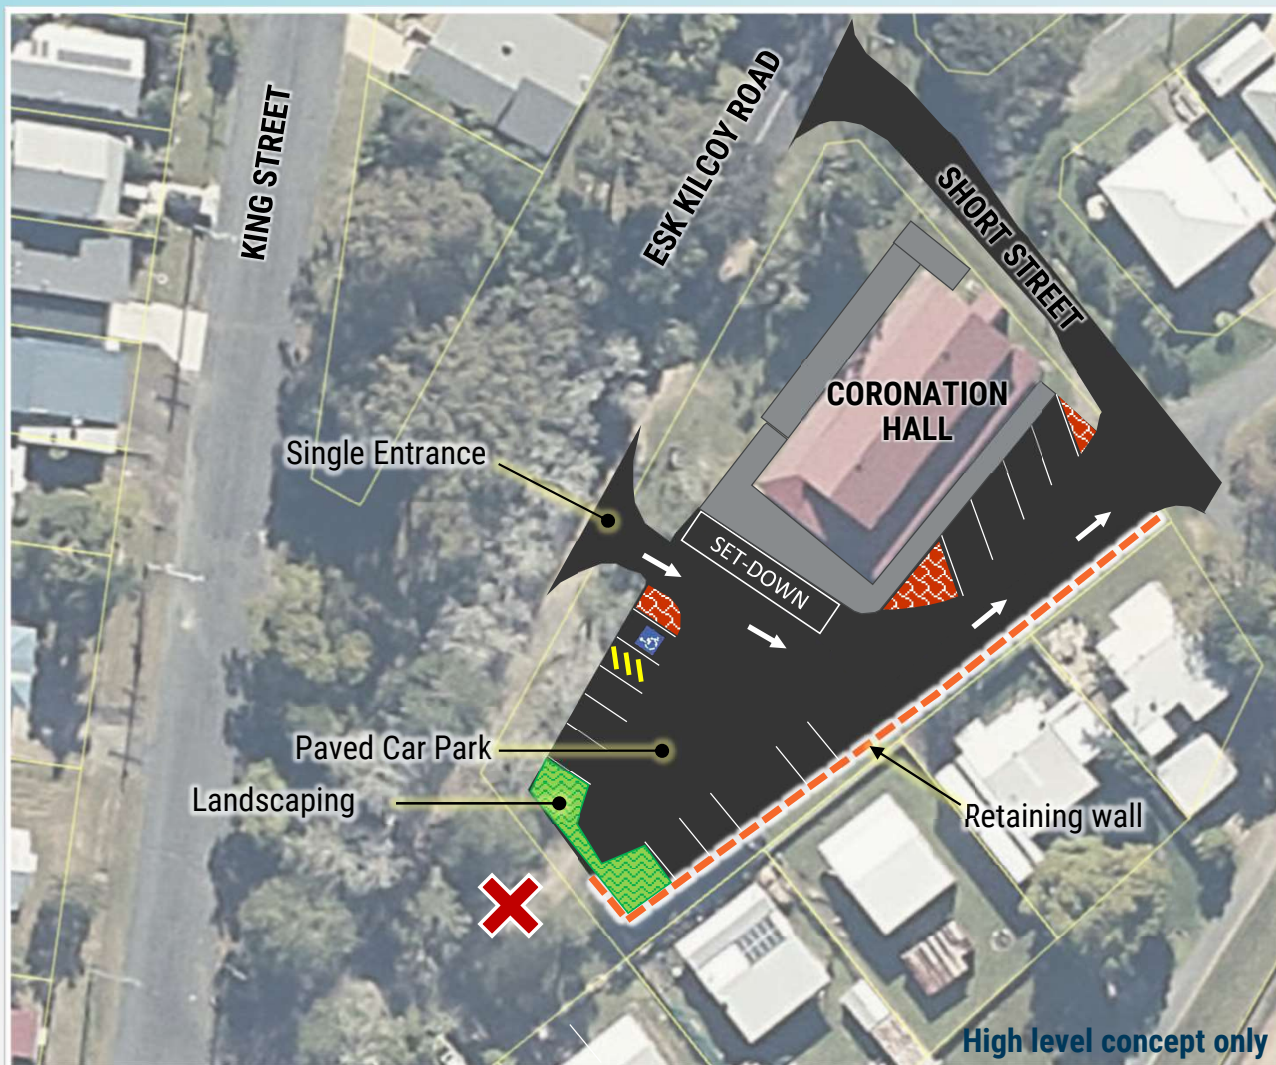 KING STREET
ESK KILCOY ROAD
SHORT STREET
CORONATION
HALL
Single Entrance
SET-DOWN
Paved Car Park
Landscaping
Retaining wall
High level concept only